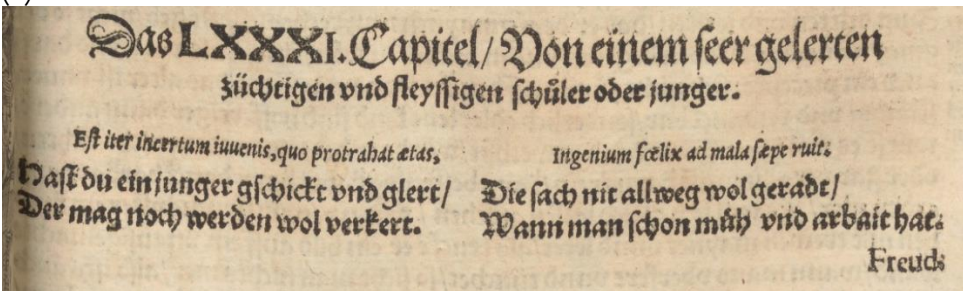 Das LXXXI. Capitel/ Von einem seer gelerten
züchtigen vnd fleyssigen schůler oder junger.
Est iter incertum iuuenis, quo protrahat ætas,
Hast du ein junger gschickt vnd glert/
Der mag noch werden wol verkert.
Ingenium fœlix ad mala sæpe ruit.
Die sach nit allweg wol geradt/
Wann man schon müh vnd arbait hat.
Freud: